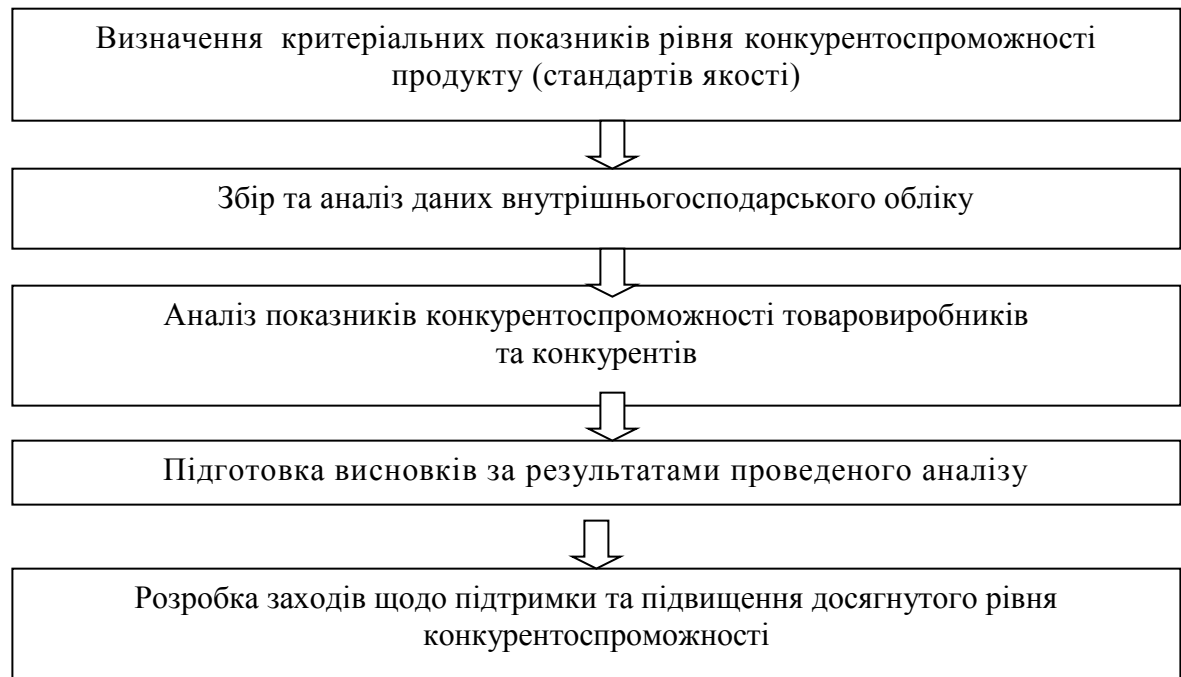 Визначення критеріальних показників рівня конкурентоспроможності
продукту (стандартів якості)
Збір та аналіз даних внутрішньогосподарського обліку
Аналіз показників конкурентоспроможності товаровиробників
та конкурентів
Підготовка висновків за результатами проведеного аналізу
Розробка заходів щодо підтримки та підвищення досягнутого рівня
конкурентоспроможності